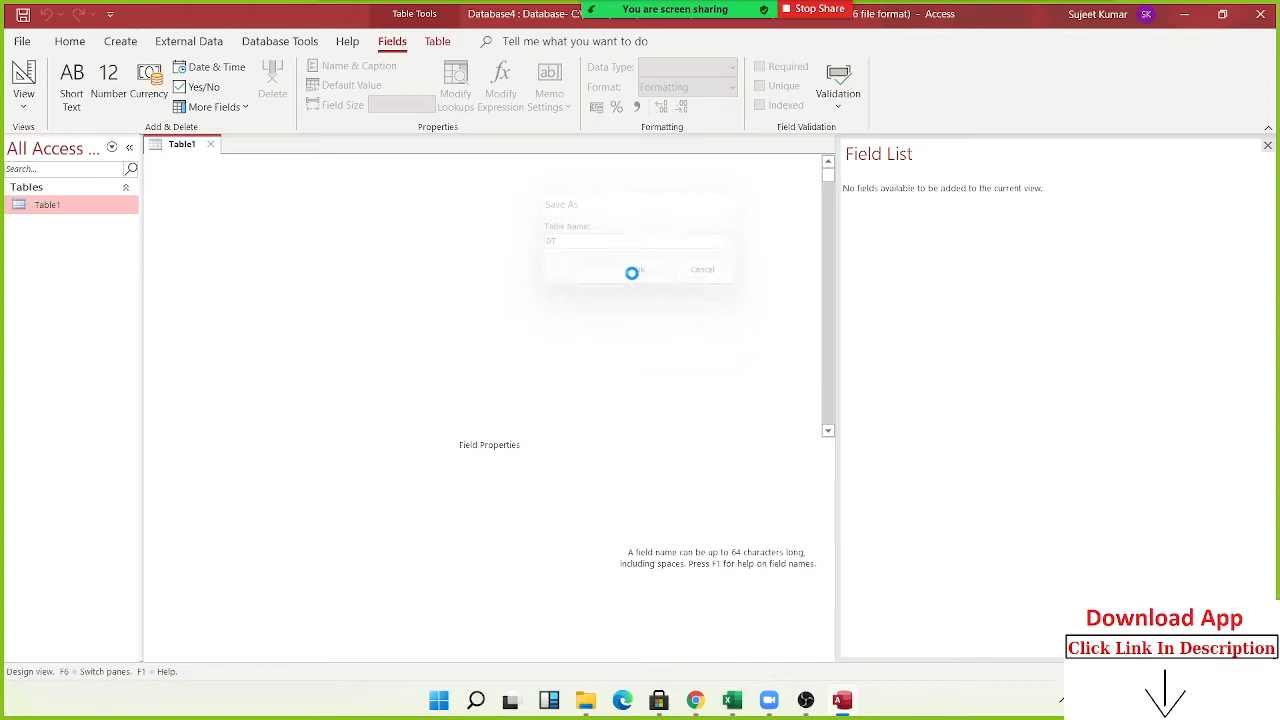 Table Tools
Database4 : Database- C
You are screen sharing
Stop Share
6 file format) - Access
Sujeet Kumar
SK
File
Home
Create
External Data
Database Tools
Help
Fields
Table
Tell me what you want to do
View
AB
Short
Text
12
Number
Currency
Date & Time
Yes/No
More Fields
Delete
Name & Caption
Default Value
Field Size
Modify
Lookups
fx
Modify
Expression
ab
Memo
Settings
Data Type:
Format:
Formatting
%
Required
Unique
Indexed
Validation
Views
Add & Delete
Properties
Formatting
Field Validation
All Access ...
Search...
Tables
Table1
Table1
Save As
Table Name:
DT
Cancel
Field Properties
A field name can be up to 64 characters long,
including spaces. Press F1 for help on field names.
Field List
No fields available to be added to the current view.
Download App
Click Link In Description
Design view. F6 = Switch panes. F1 = Help.